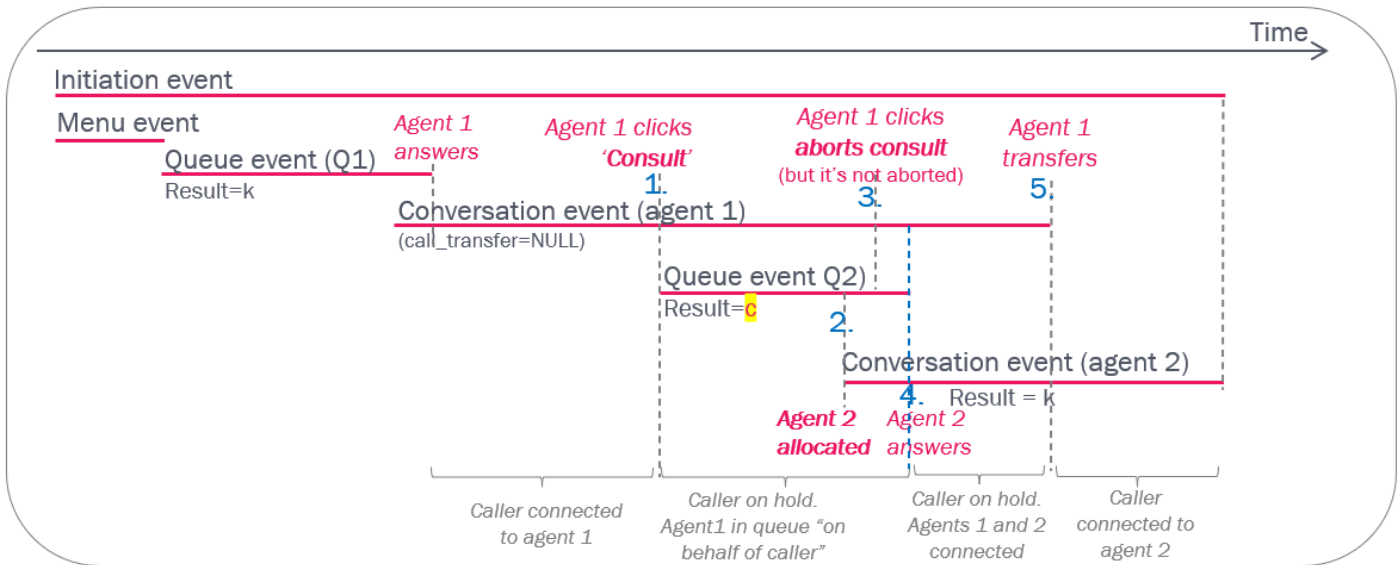 Time
Initiation event
Menu event
Agent 1
answers
Agent 1 clicks
‘Consult’
1.
Agent 1 clicks
aborts consult
(but it's not aborted)
3.
Agent 1
transfers
5.
Queue event (Q1)
Result=k
Conversation event (agent 1)
(call_transfer=NULL)
Queue event Q2)
Result=c
2.
Conversation event (agent 2)
4.
Result = k
Agent 2
allocated
Agent 2
answers
Caller connected
to agent 1
Caller on hold.
Agent1 in queue “on
behalf of caller”
Caller on hold.
Agents 1 and 2
connected
Caller
connected to
agent 2